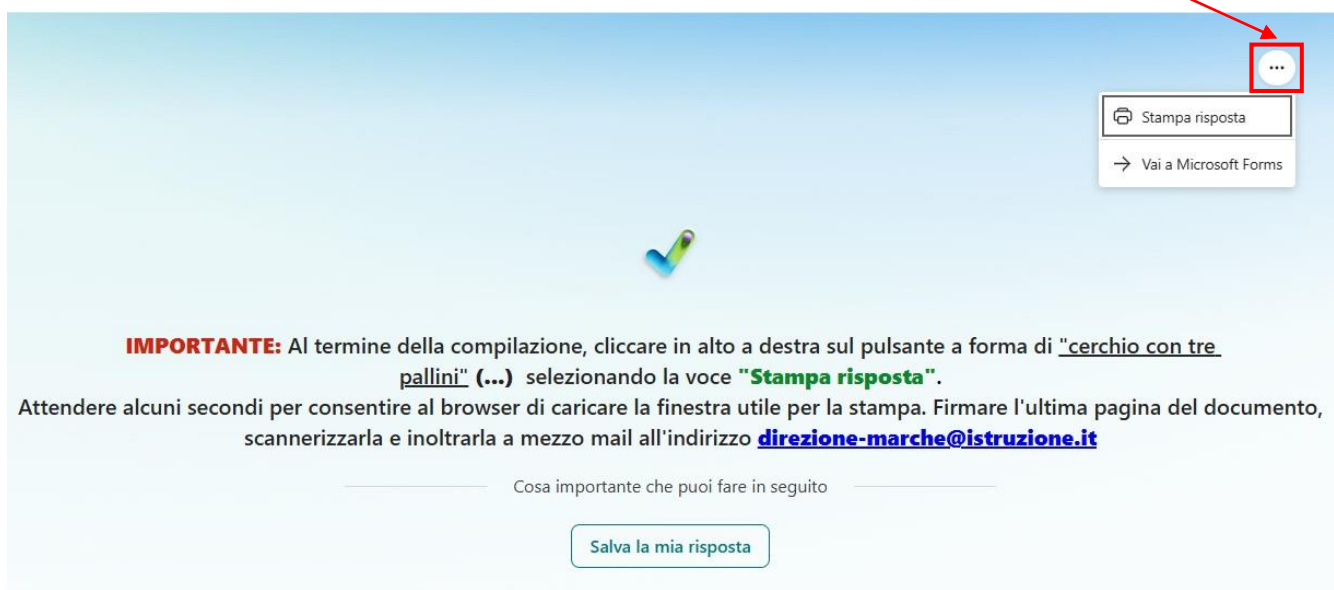 ...
Stampa risposta
Vai a Microsoft Forms
IMPORTANTE: Al termine della compilazione, cliccare in alto a destra sul pulsante a forma di "cerchio con tre
pallini" (...) selezionando la voce "Stampa risposta".
Attendere alcuni secondi per consentire al browser di caricare la finestra utile per la stampa. Firmare l'ultima pagina del documento,
scannerizzarla e inoltrarla a mezzo mail all'indirizzo direzione-marche@istruzione.it
Cosa importante che puoi fare in seguito
Salva la mia risposta